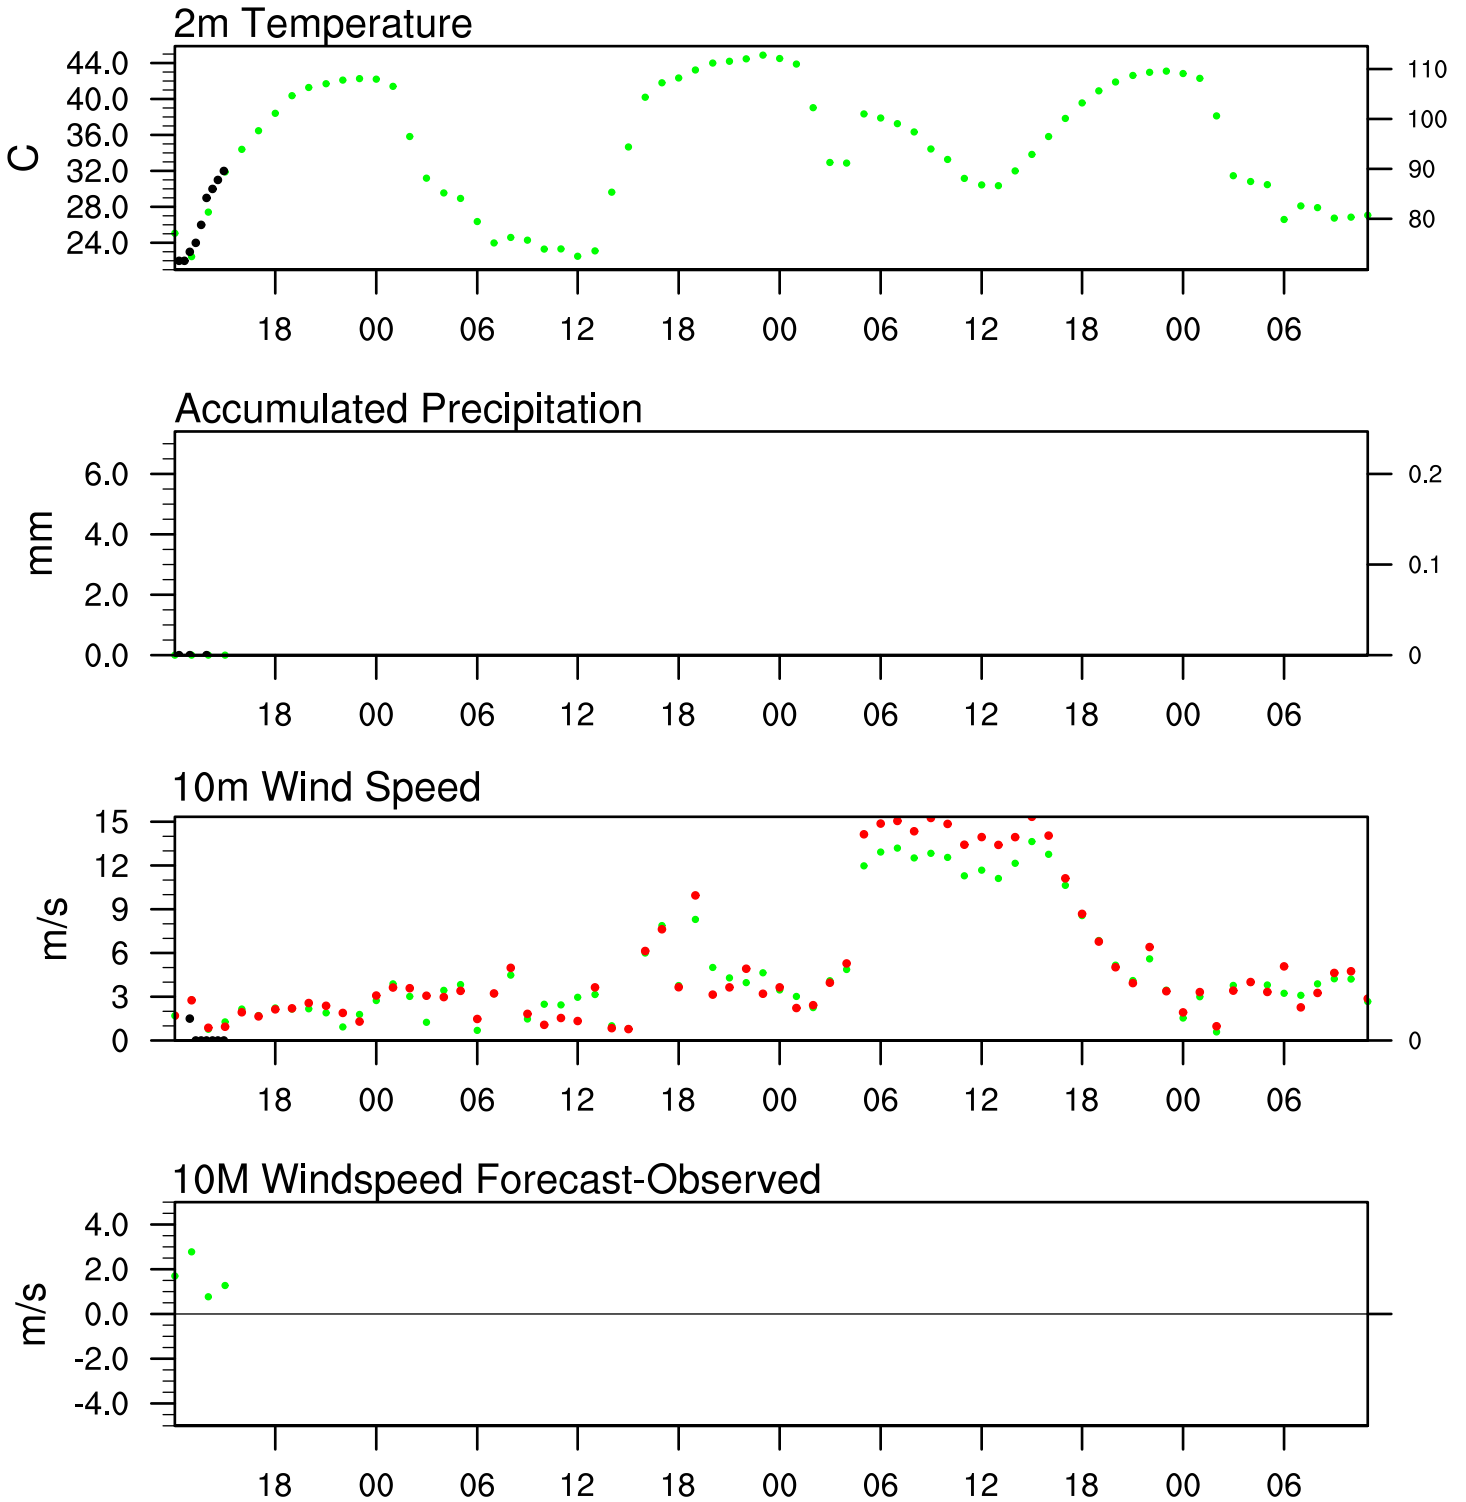 2m Temperature
44.0
40.0
36.0
32.0
28.0
24.0
C
110
100
90
80
18 00 06 12 18 00 06 12 18 00 06
Accumulated Precipitation
6.0
4.0
2.0
0.0
mm
0.2
0.1
0
18 00 06 12 18 00 06 12 18 00 06
10m Wind Speed
15
12
9
6
3
0
m/s
0
18 00 06 12 18 00 06 12 18 00 06
10M Windspeed Forecast-Observed
4.0
2.0
0.0
-2.0
-4.0
m/s
18 00 06 12 18 00 06 12 18 00 06